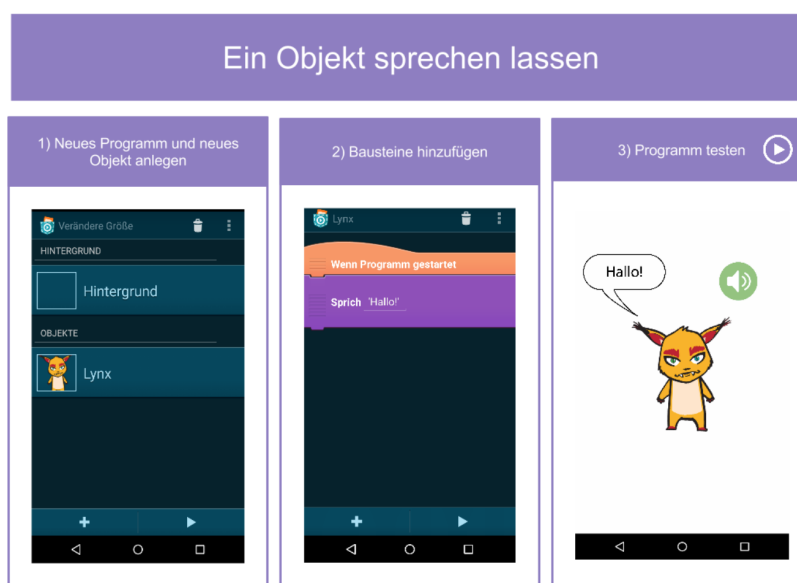 Ein Objekt sprechen lassen
1) Neues Programm und neues
Objekt anlegen
Verändere Größe
HINTERGRUND
Hintergrund
OBJEKTE
Lynx
2) Bausteine hinzufügen
Lynx
Wenn Programm gestartet
Sprich 'Hallo!'
3) Programm testen
Hallo!